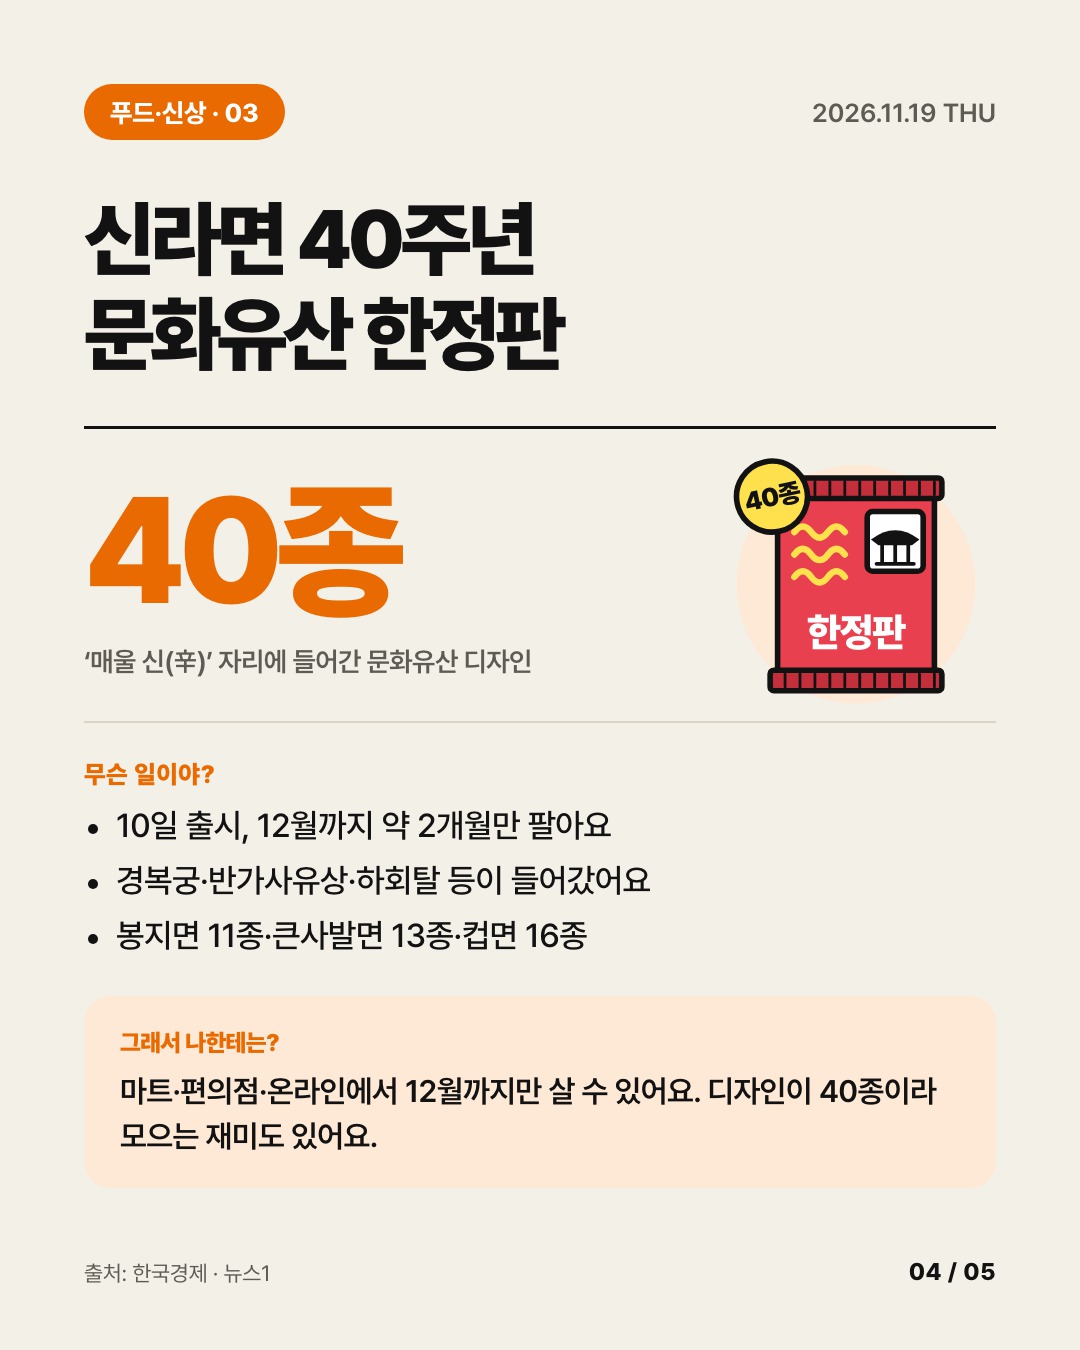 푸드·신상 · 03
2026.11.19 THU
신라면 40주년
문화유산 한정판
40종
‘매울 신(辛)’ 자리에 들어간 문화유산 디자인
40종
한정판
무슨 일이야?
• 10일 출시, 12월까지 약 2개월만 팔아요
• 경복궁·반가사유상·하회탈 등이 들어갔어요
• 봉지면 11종·큰사발면 13종·컵면 16종
그래서 나한테는?
마트·편의점·온라인에서 12월까지만 살 수 있어요. 디자인이 40종이라
모으는 재미도 있어요.
출처: 한국경제 · 뉴스1
04 / 05